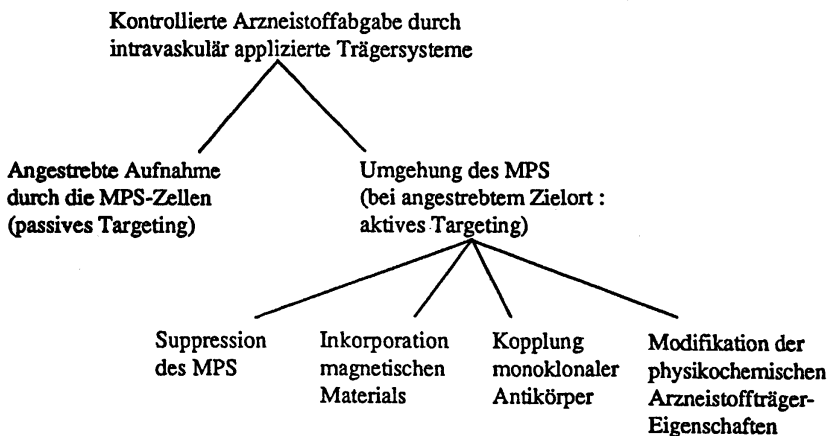 Kontrollierte Arzneistoffabgabe durch
intravaskulär applizierte Trägersysteme
Angestrebte Aufnahme
durch die MPS-Zellen
(passives Targeting)
Umgehung des MPS
(bei angestrebtem Zielort :
aktives Targeting)
Suppression
des MPS
Inkorporation
magnetischen
Materials
Kopplung
monoklonaler
Antikörper
Modifikation der
physikochemischen
Arzneistoffträger-
Eigenschaften